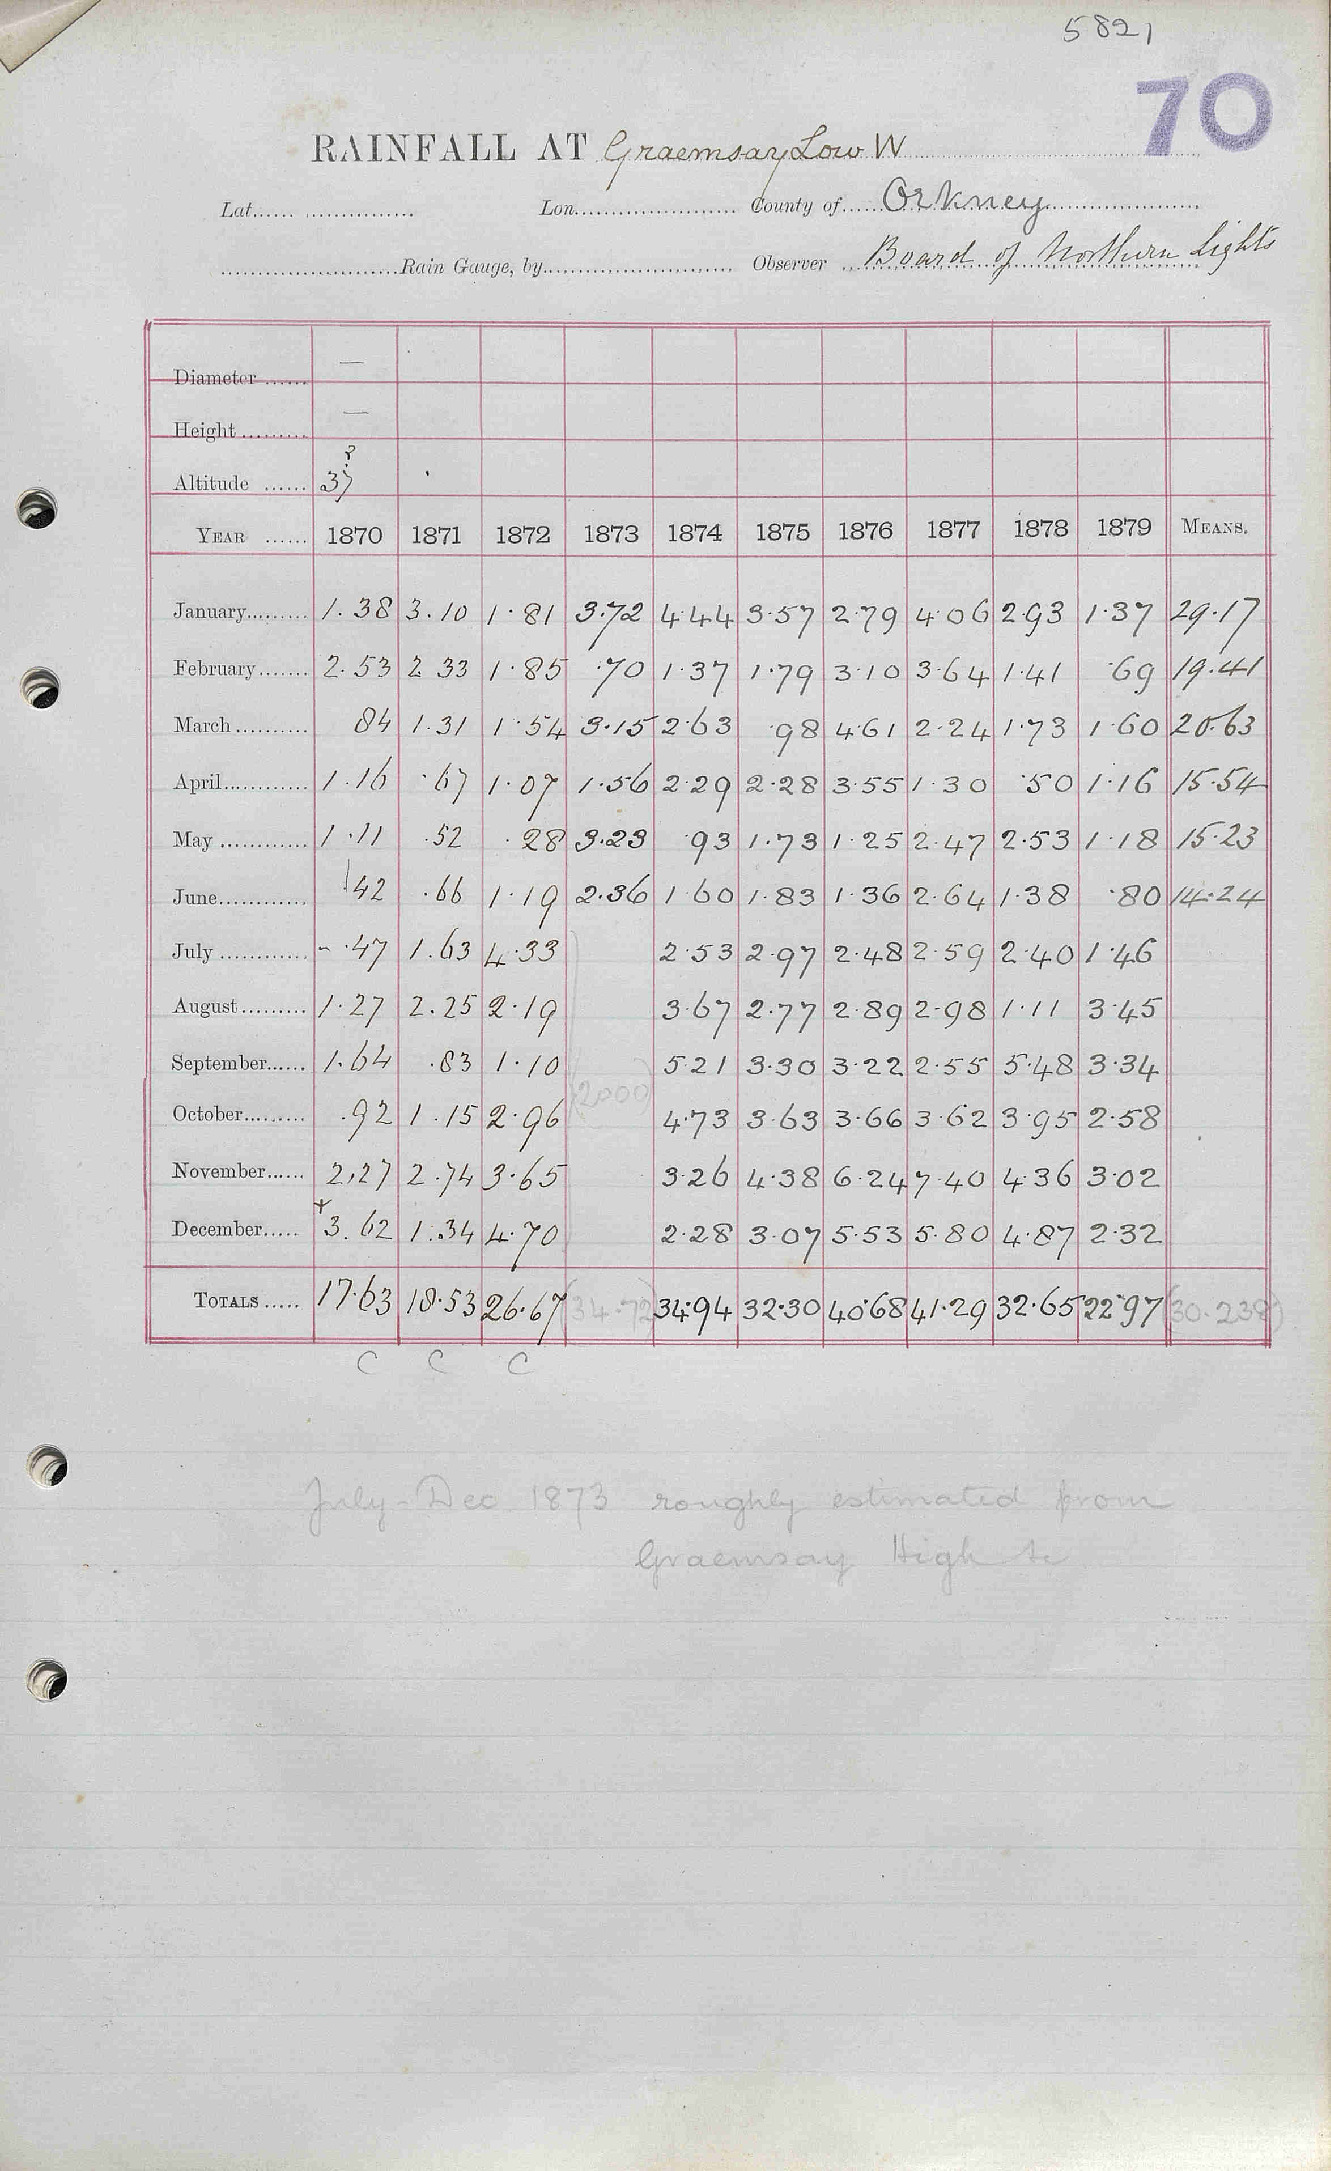 5821
70
RAINFALL AT Graemsay Low W
Lat. Lon. County of Orkney
Rain Gauge, by Observer Board of Northern Lights
Diameter —
Height —
?
Altitude 37
YEAR 1870 1871 1872 1873 1874 1875 1876 1877 1878 1879 MEANS.
January 1.38 3.10 1.81 3.72 4.44 3.57 2.79 4.06 2.93 1.37 29.17
February 2.53 2.33 1.85 .70 1.37 1.79 3.10 3.64 1.41 .69 19.41
March 84 1.31 1.54 3.15 2.63 .98 4.61 2.24 1.73 1.60 20.63
April 1.16 .67 1.07 1.56 2.29 2.28 3.55 1.30 .50 1.16 15.54
May 1.11 .52 .28 3.23 .93 1.73 1.25 2.47 2.53 1.18 15.23
June 42 .66 1.19 2.36 1.60 1.83 1.36 2.64 1.38 .80 14.24
July .47 1.63 4.33 2.53 2.97 2.48 2.59 2.40 1.46
August 1.27 2.25 2.19 3.67 2.77 2.89 2.98 1.11 3.45
September 1.64 .83 1.10 5.21 3.30 3.22 2.55 5.48 3.34
October .92 1.15 2.96 (2000) 4.73 3.63 3.66 3.62 3.95 2.58
November 2.27 2.74 3.65 3.26 4.38 6.24 7.40 4.36 3.02
December 3.62 1.34 4.70 2.28 3.07 5.53 5.80 4.87 2.32
TOTALS 17.63 18.53 26.67 (34.72) 34.94 32.30 40.68 41.29 32.65 22.97 (30.238)
C C C
July - Dec 1873 roughly estimated from
Graemsay High